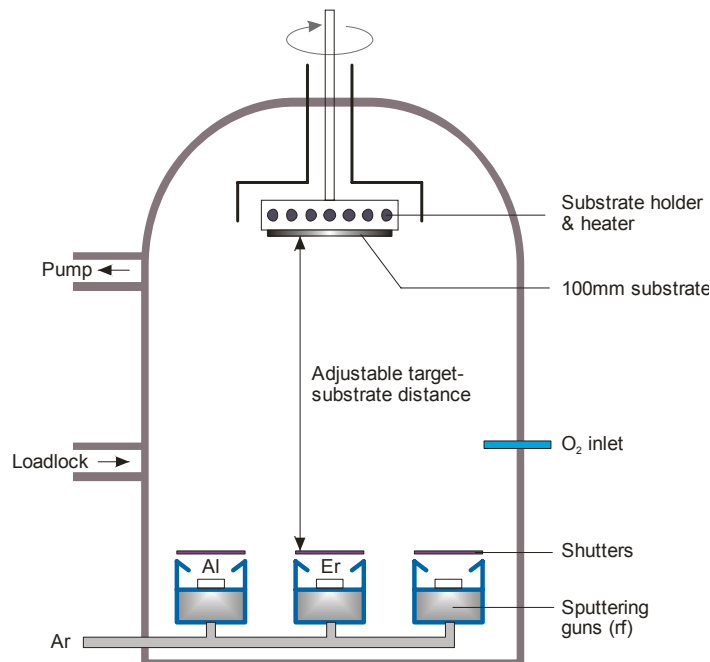 Substrate holder
& heater
Pump
100mm substrate
Adjustable target-
substrate distance
O₂ inlet
Loadlock
Shutters
Al
Er
Sputtering
guns (rf)
Ar